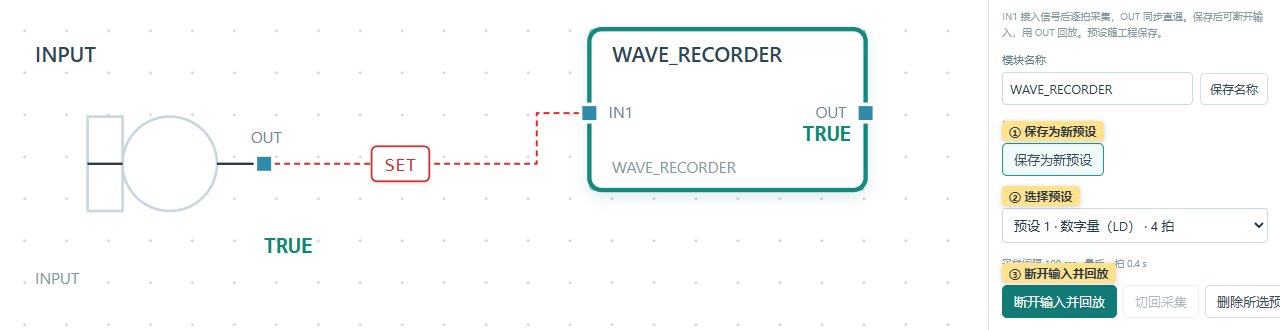 INPUT
OUT
TRUE
INPUT
SET
WAVE_RECORDER
IN1
OUT
TRUE
WAVE_RECORDER
IN1 接入信号后逐拍采集，OUT 同步直通。保存后可断开输
入，用 OUT 回放。预设随工程保存。
模块名称
WAVE_RECORDER
保存名称
① 保存为新预设
保存为新预设
② 选择预设
预设 1 · 数字量（LD） · 4 拍
拍 0.4 s
③ 断开输入并回放
断开输入并回放
切回采集
删除所选预